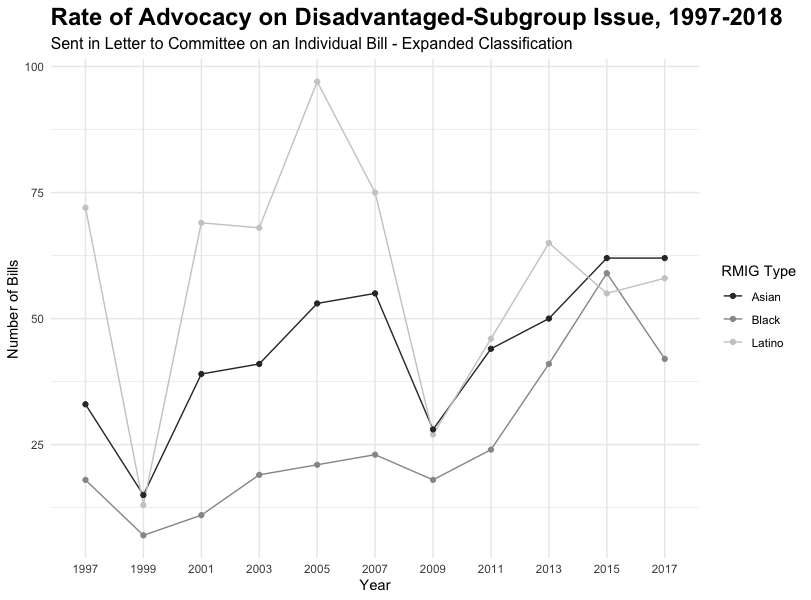 Rate of Advocacy on Disadvantaged-Subgroup Issue, 1997-2018
Sent in Letter to Committee on an Individual Bill - Expanded Classification
Number of Bills
100
75
50
25
1997 1999 2001 2003 2005 2007 2009 2011 2013 2015 2017
Year
RMIG Type
Asian
Black
Latino